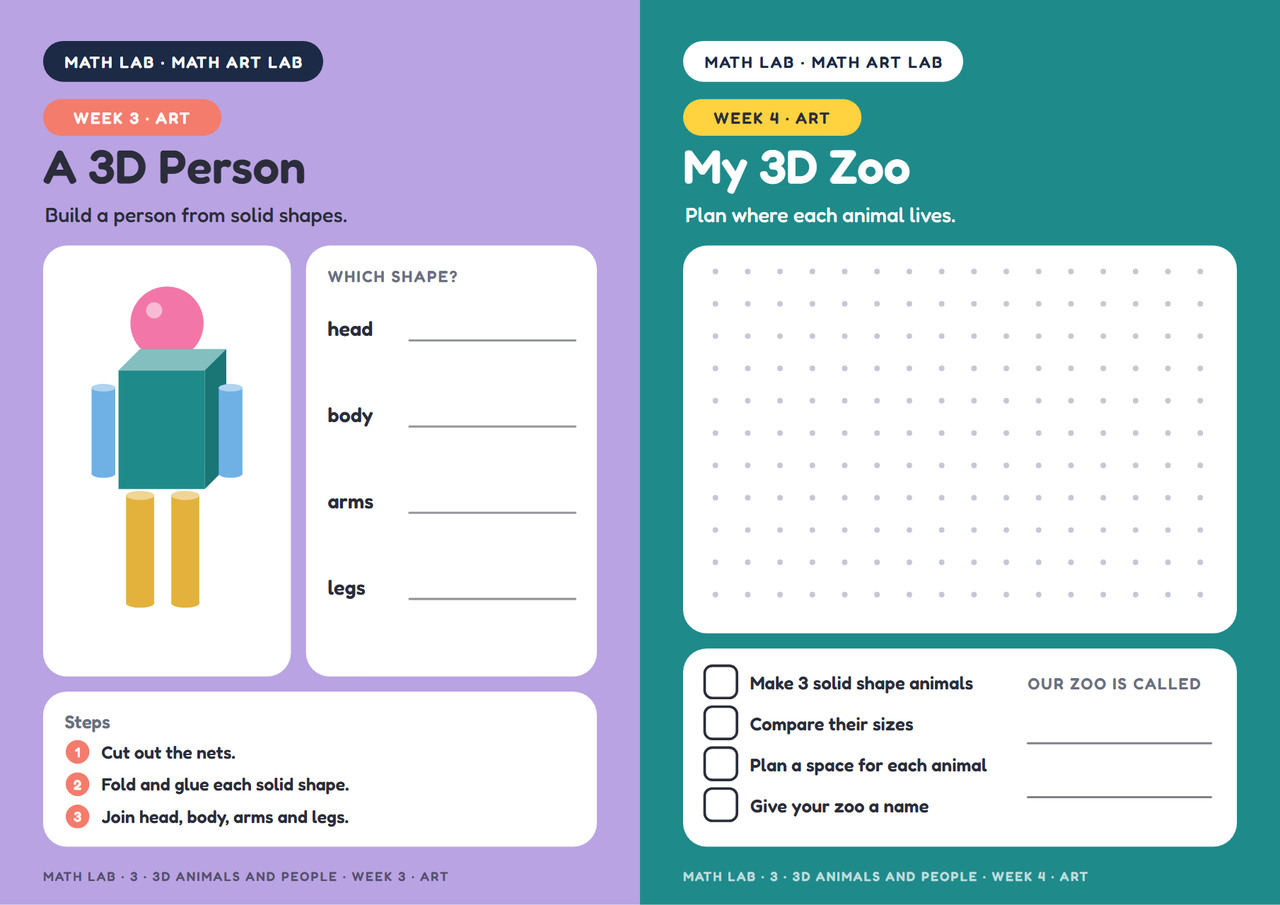 MATH LAB · MATH ART LAB
WEEK 3 · ART
A 3D Person
Build a person from solid shapes.
WHICH SHAPE?
head
body
arms
legs
Steps
1 Cut out the nets.
2 Fold and glue each solid shape.
3 Join head, body, arms and legs.
MATH LAB · 3 · 3D ANIMALS AND PEOPLE · WEEK 3 · ART
MATH LAB · MATH ART LAB
WEEK 4 · ART
My 3D Zoo
Plan where each animal lives.
Make 3 solid shape animals
Compare their sizes
Plan a space for each animal
Give your zoo a name
OUR ZOO IS CALLED
MATH LAB · 3 · 3D ANIMALS AND PEOPLE · WEEK 4 · ART